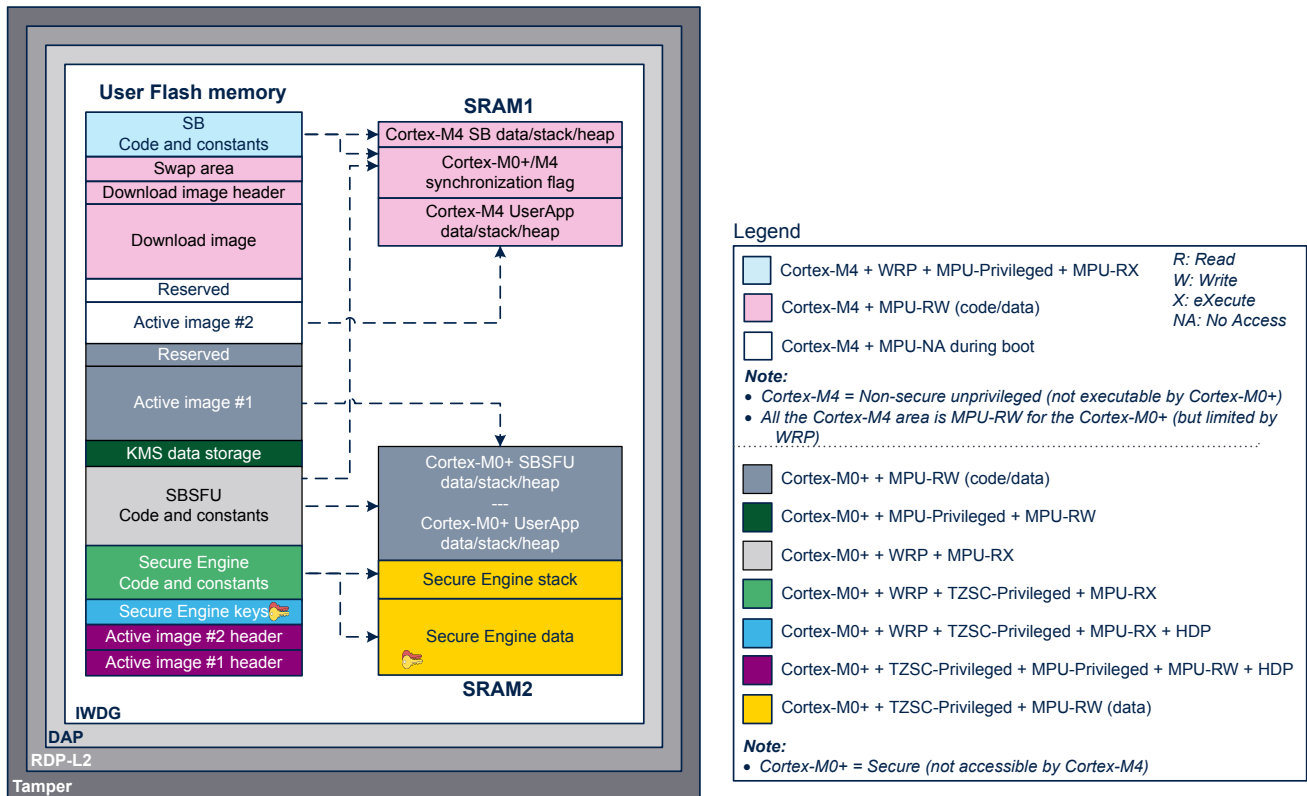 User Flash memory
SB
Code and constants
Swap area
Download image header
Download image
Reserved
Active image #2
Reserved
Active image #1
KMS data storage
SBSFU
Code and constants
Secure Engine
Code and constants
Secure Engine keys
Active image #2 header
Active image #1 header
SRAM1
Cortex-M4 SB data/stack/heap
Cortex-M0+/M4
synchronization flag
Cortex-M4 UserApp
data/stack/heap
Cortex-M0+ SBSFU
data/stack/heap
---
Cortex-M0+ UserApp
data/stack/heap
Secure Engine stack
Secure Engine data
SRAM2
IWDG
DAP
RDP-L2
Tamper
Legend
Cortex-M4 + WRP + MPU-Privileged + MPU-RX
Cortex-M4 + MPU-RW (code/data)
Cortex-M4 + MPU-NA during boot
R: Read
W: Write
X: eXecute
NA: No Access
Note:
• Cortex-M4 = Non-secure unprivileged (not executable by Cortex-M0+)
• All the Cortex-M4 area is MPU-RW for the Cortex-M0+ (but limited by
WRP)
Cortex-M0+ + MPU-RW (code/data)
Cortex-M0+ + MPU-Privileged + MPU-RW
Cortex-M0+ + WRP + MPU-RX
Cortex-M0+ + WRP + TZSC-Privileged + MPU-RX
Cortex-M0+ + WRP + TZSC-Privileged + MPU-RX + HDP
Cortex-M0+ + TZSC-Privileged + MPU-Privileged + MPU-RW + HDP
Cortex-M0+ + TZSC-Privileged + MPU-RW (data)
Note:
• Cortex-M0+ = Secure (not accessible by Cortex-M4)